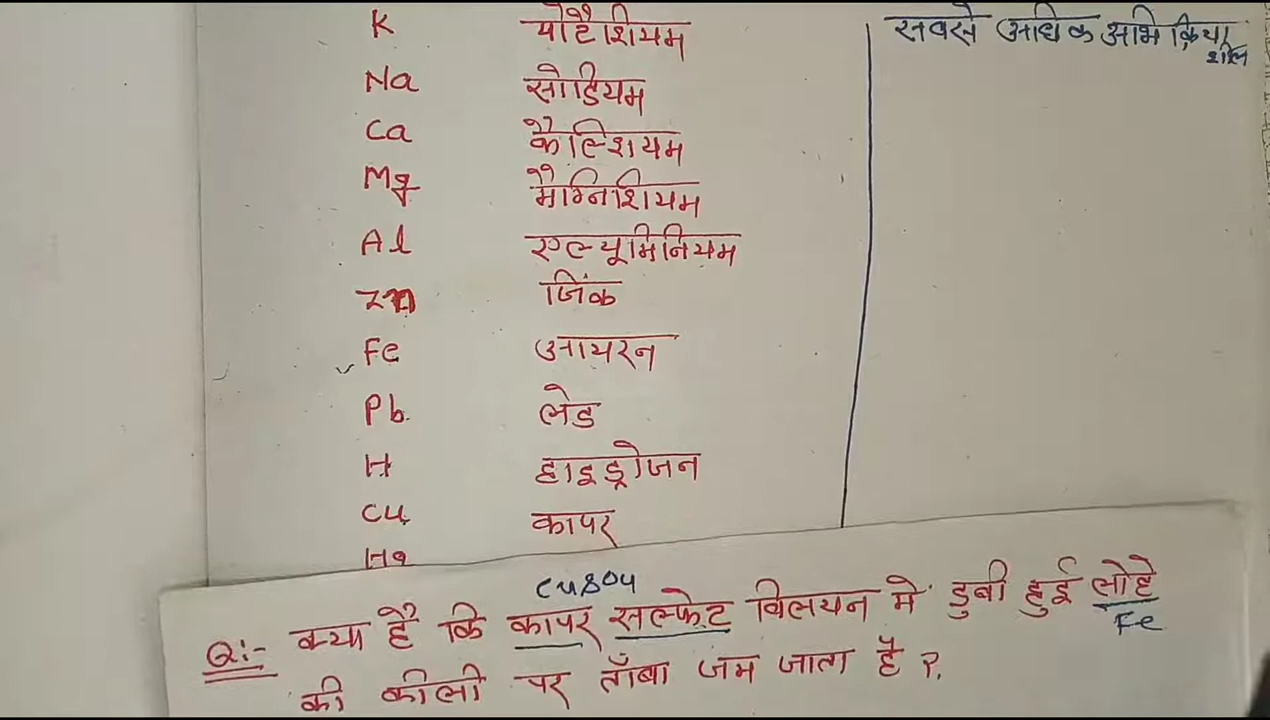 K पोटैशियम सबसे अधिक अभिक्रियाशील
Na सोडियम
Ca कैल्शियम
Mg मैग्निशियम
Al एल्यूमिनियम
Zn जिंक
Fe आयरन
Pb लेड
H हाइड्रोजन
Cu कापर
Hg
CuSO4
Q:- क्या है कि कापर सल्फेट विलयन मे डुबी हुई लोहे
Fe
की कीलो पर ताँबा जम जाता है ?